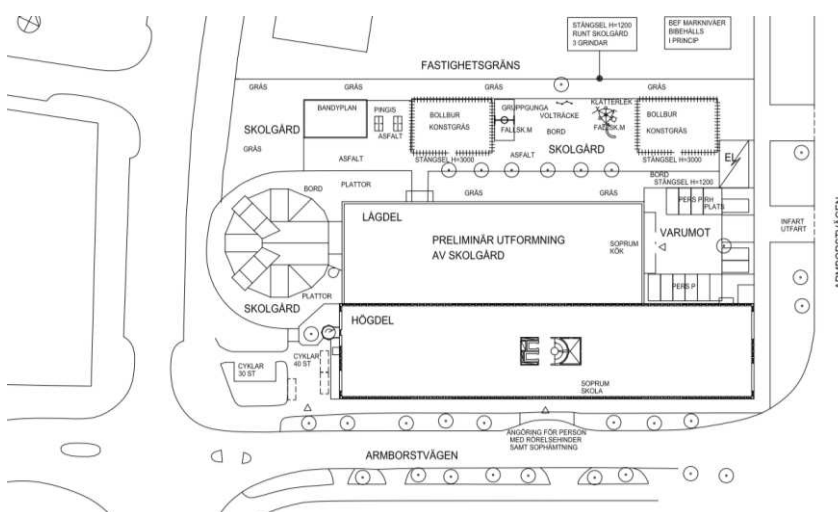 STÄNGSEL H=1200
RUNT SKOLGÅRD
3 GRINDAR
BEF MARKNIVÅER
BIBEHÅLLS
I PRINCIP
FASTIGHETSGRÄNS
GRÄS
GRÄS
GRÄS
GRÄS
BANDYPLAN
PINGIS
ASFALT
BOLLBUR
KONSTGRÄS
GRUPPGUNGA
FALLSK.M
VOLTRÄCKE
BORD
KLÄTTERLEK
FALLSK.M
BOLLBUR
KONSTGRÄS
SKOLGÅRD
GRÄS
SKOLGÅRD
ASFALT
STÄNGSEL H=3000
ASFALT
STÄNGSEL H=3000
EL
BORD
STÄNGSEL H=1200
BORD
PLATTOR
GRÄS
GRÄS
PERS P
RH
PLATS
INFART
UTFART
ARMBORSTVÄGEN
LÅGDEL
PRELIMINÄR UTFORMNING
AV SKOLGÅRD
SOPRUM
KÖK
VARUMOT
PERS P
PLATTOR
SKOLGÅRD
HÖGDEL
CYKLAR
40 ST
CYKLAR
30 ST
SOPRUM
SKOLA
ANGÖRING FÖR PERSON
MED RÖRELSEHINDER
SAMT SOPHÄMTNING
ARMBORSTVÄGEN